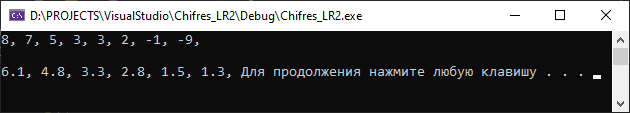 D:\PROJECTS\VisualStudio\Chifres_LR2\Debug\Chifres_LR2.exe
8, 7, 5, 3, 3, 2, -1, -9,
6.1, 4.8, 3.3, 2.8, 1.5, 1.3, Для продолжения нажмите любую клавишу . . .